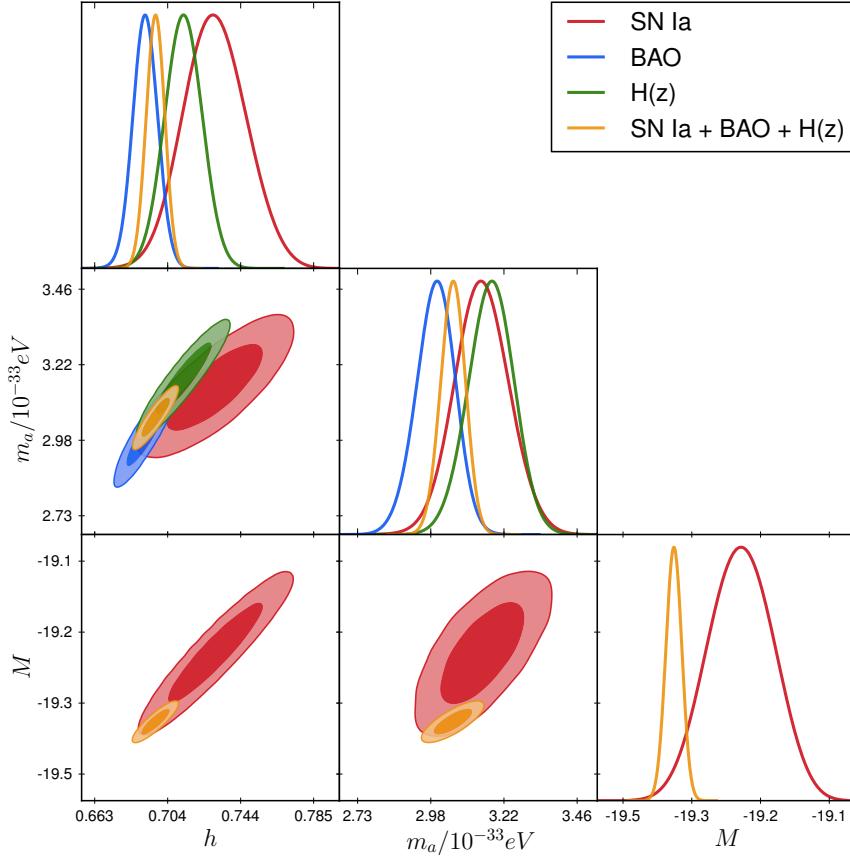 SN Ia
BAO
H(z)
SN Ia + BAO + H(z)
3.46
3.22
2.98
2.73
m_a/10^{-33}eV
-19.1
-19.2
-19.3
-19.5
M
0.663 0.704 0.744 0.785
h
2.73 2.98 3.22 3.46
m_a/10^{-33}eV
-19.5 -19.3 -19.2 -19.1
M